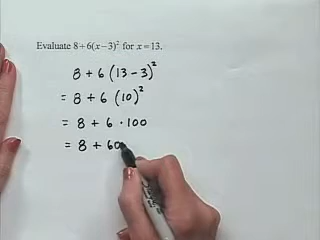 Evaluate 8+6(x−3)² for x=13.
8 + 6 (13 − 3)²
= 8 + 6 (10)²
= 8 + 6 · 100
= 8 + 60